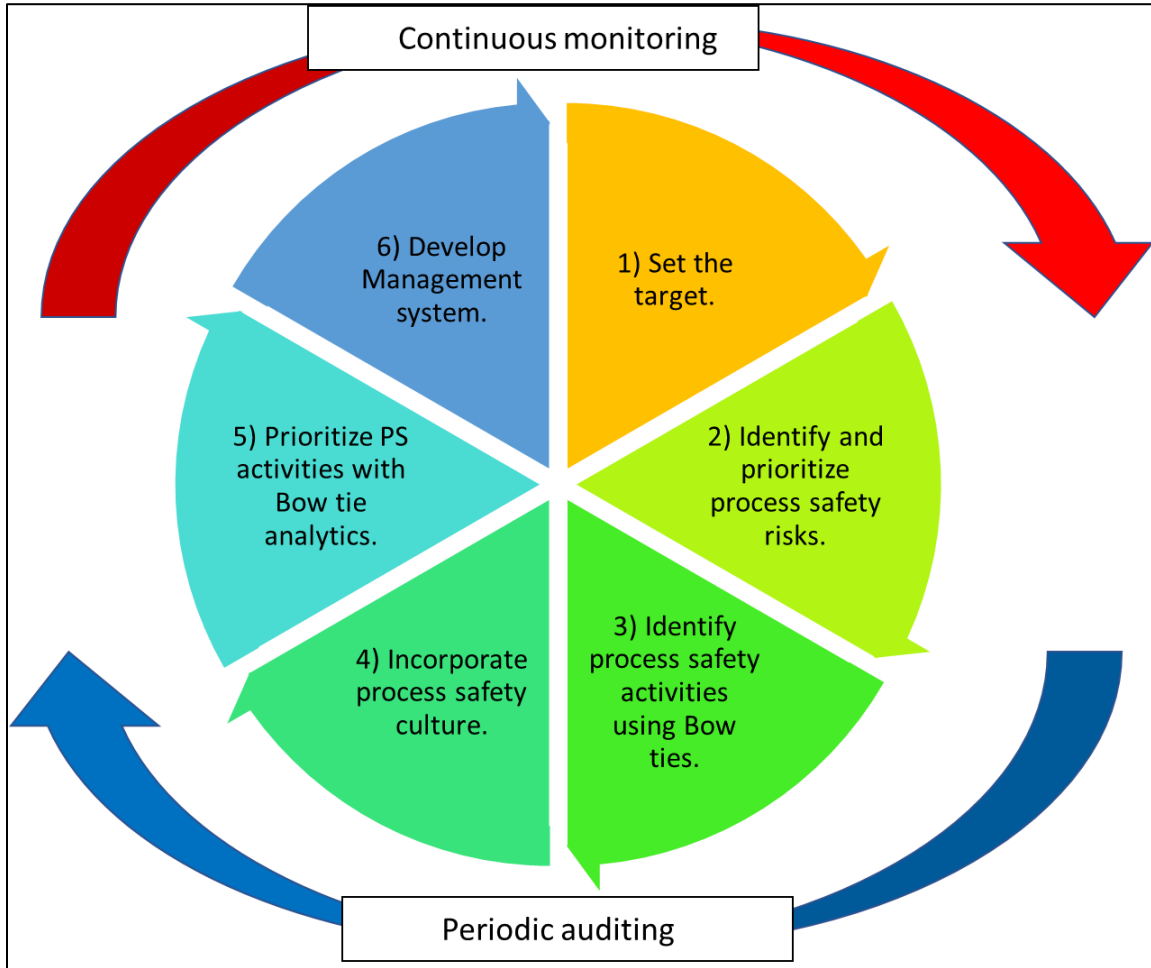 Continuous monitoring
1) Set the
target.
2) Identify and
prioritize
process safety
risks.
3) Identify
process safety
activities
using Bow
ties.
4) Incorporate
process safety
culture.
5) Prioritize PS
activities with
Bow tie
analytics.
6) Develop
Management
system.
Periodic auditing